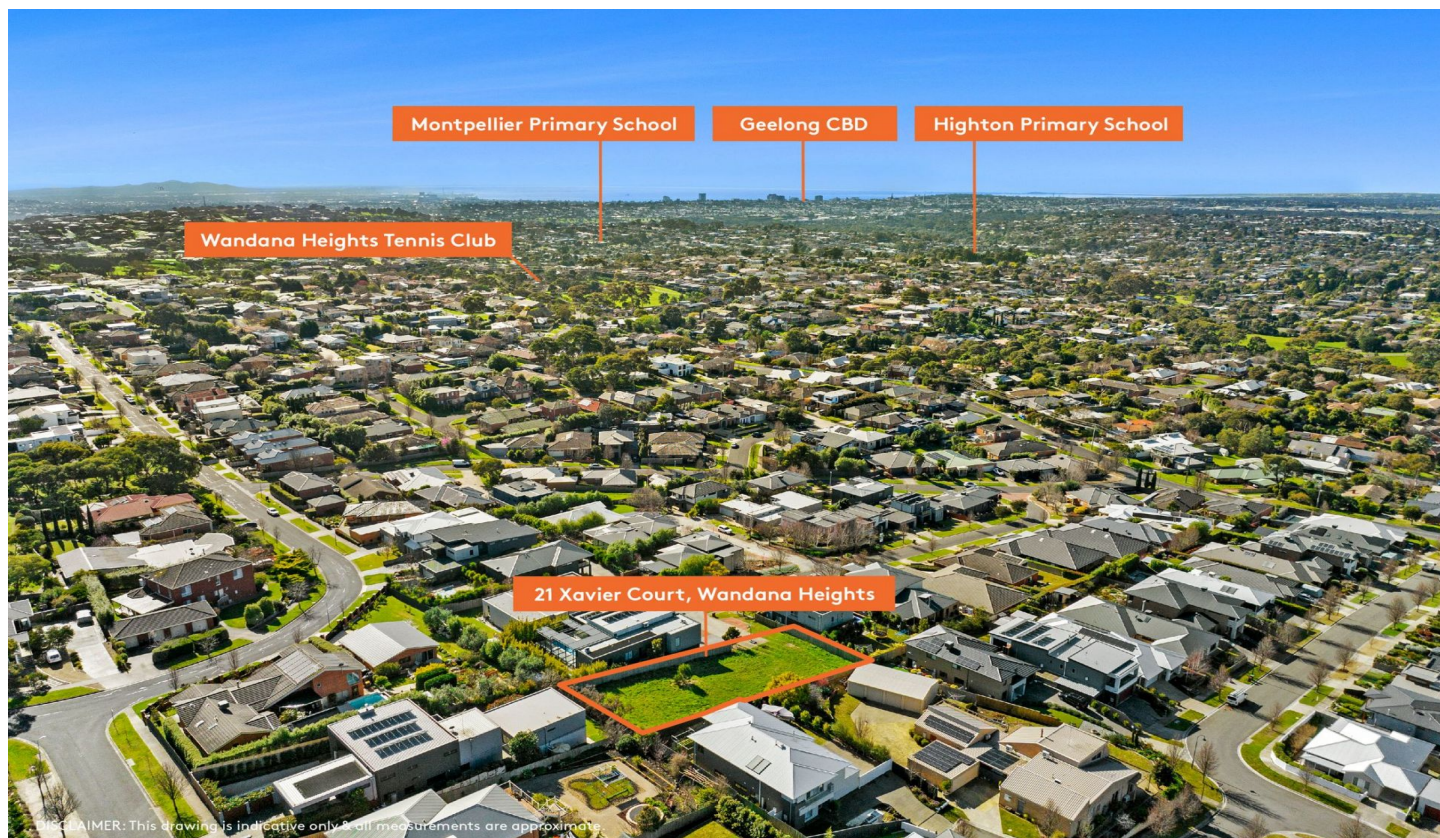 Montpellier Primary School
Geelong CBD
Highton Primary School
Wandana Heights Tennis Club
21 Xavier Court, Wandana Heights
DISCLAIMER: This drawing is indicative only & all measurements are approximate.